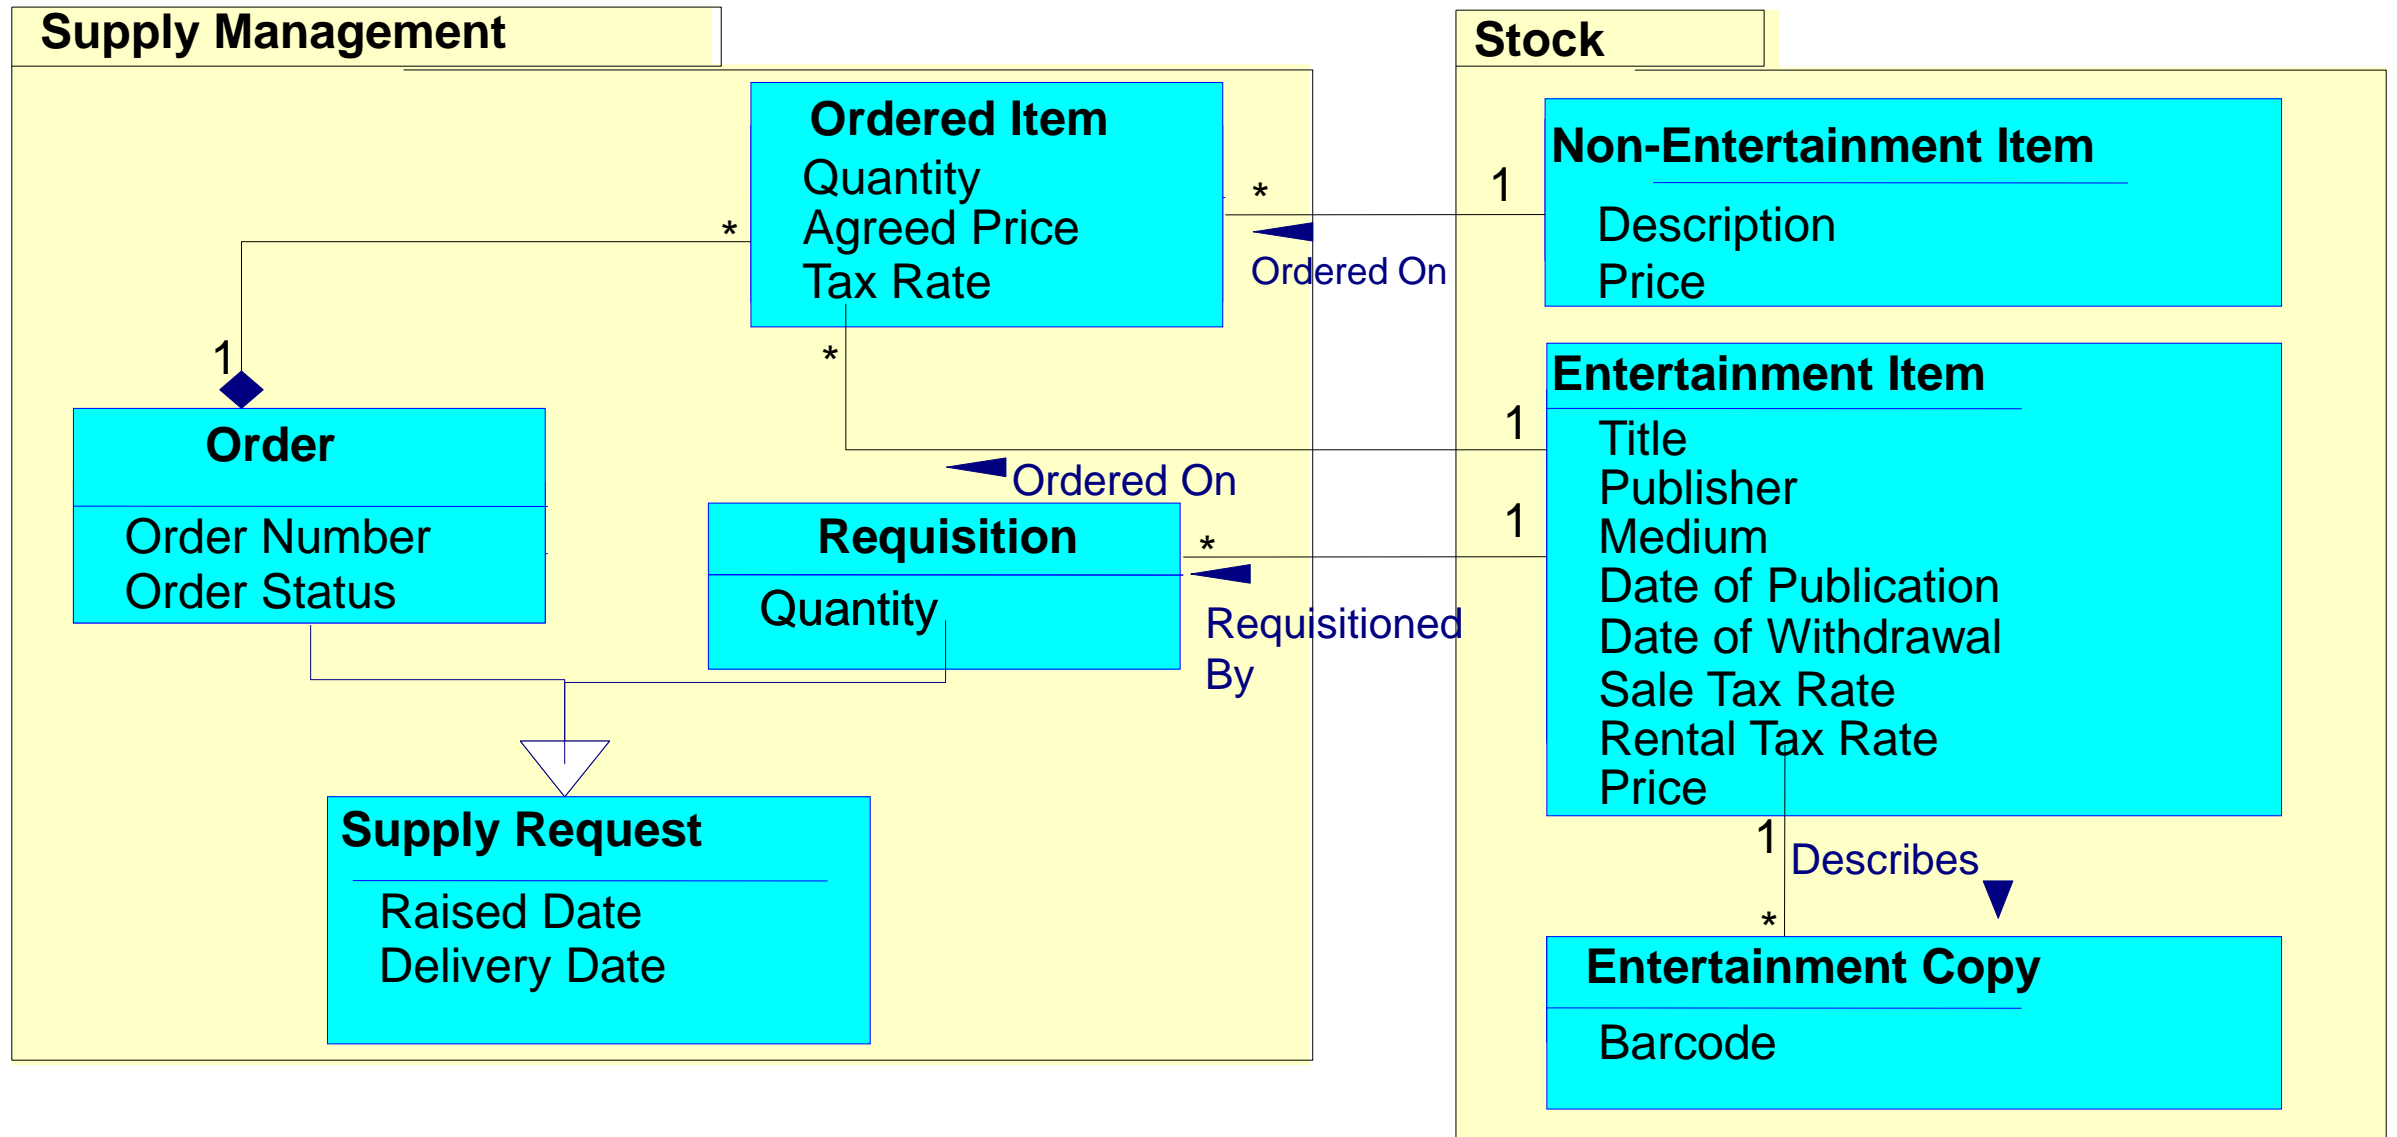 Supply Management
Ordered Item
Quantity
Agreed Price
Tax Rate
*
*
1
*
Ordered On
1
Order
Order Number
Order Status
*
1
Ordered On
Requisition
Quantity
*
1
Requisitioned
By
Supply Request
Raised Date
Delivery Date
Stock
Non-Entertainment Item
Description
Price
Entertainment Item
Title
Publisher
Medium
Date of Publication
Date of Withdrawal
Sale Tax Rate
Rental Tax Rate
Price
1
Describes
*
Entertainment Copy
Barcode